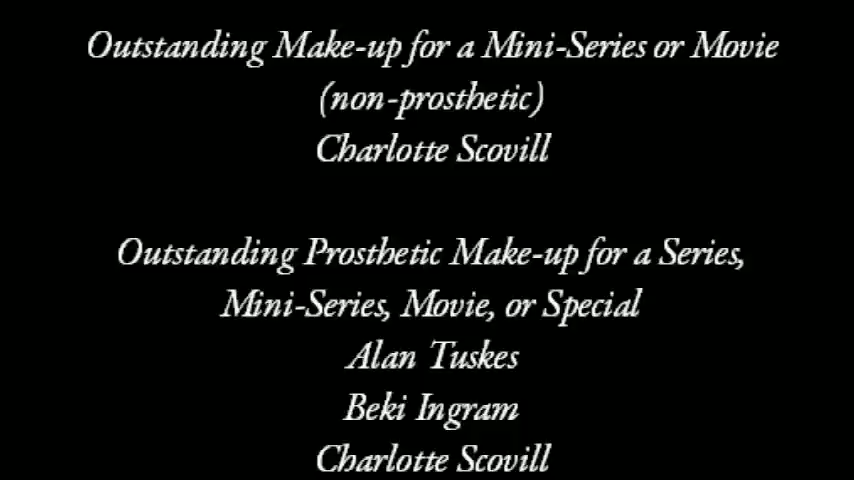 Outstanding Make-up for a Mini-Series or Movie
(non-prosthetic)
Charlotte Scovill
Outstanding Prosthetic Make-up for a Series,
Mini-Series, Movie, or Special
Alan Tuskes
Beki Ingram
Charlotte Scovill